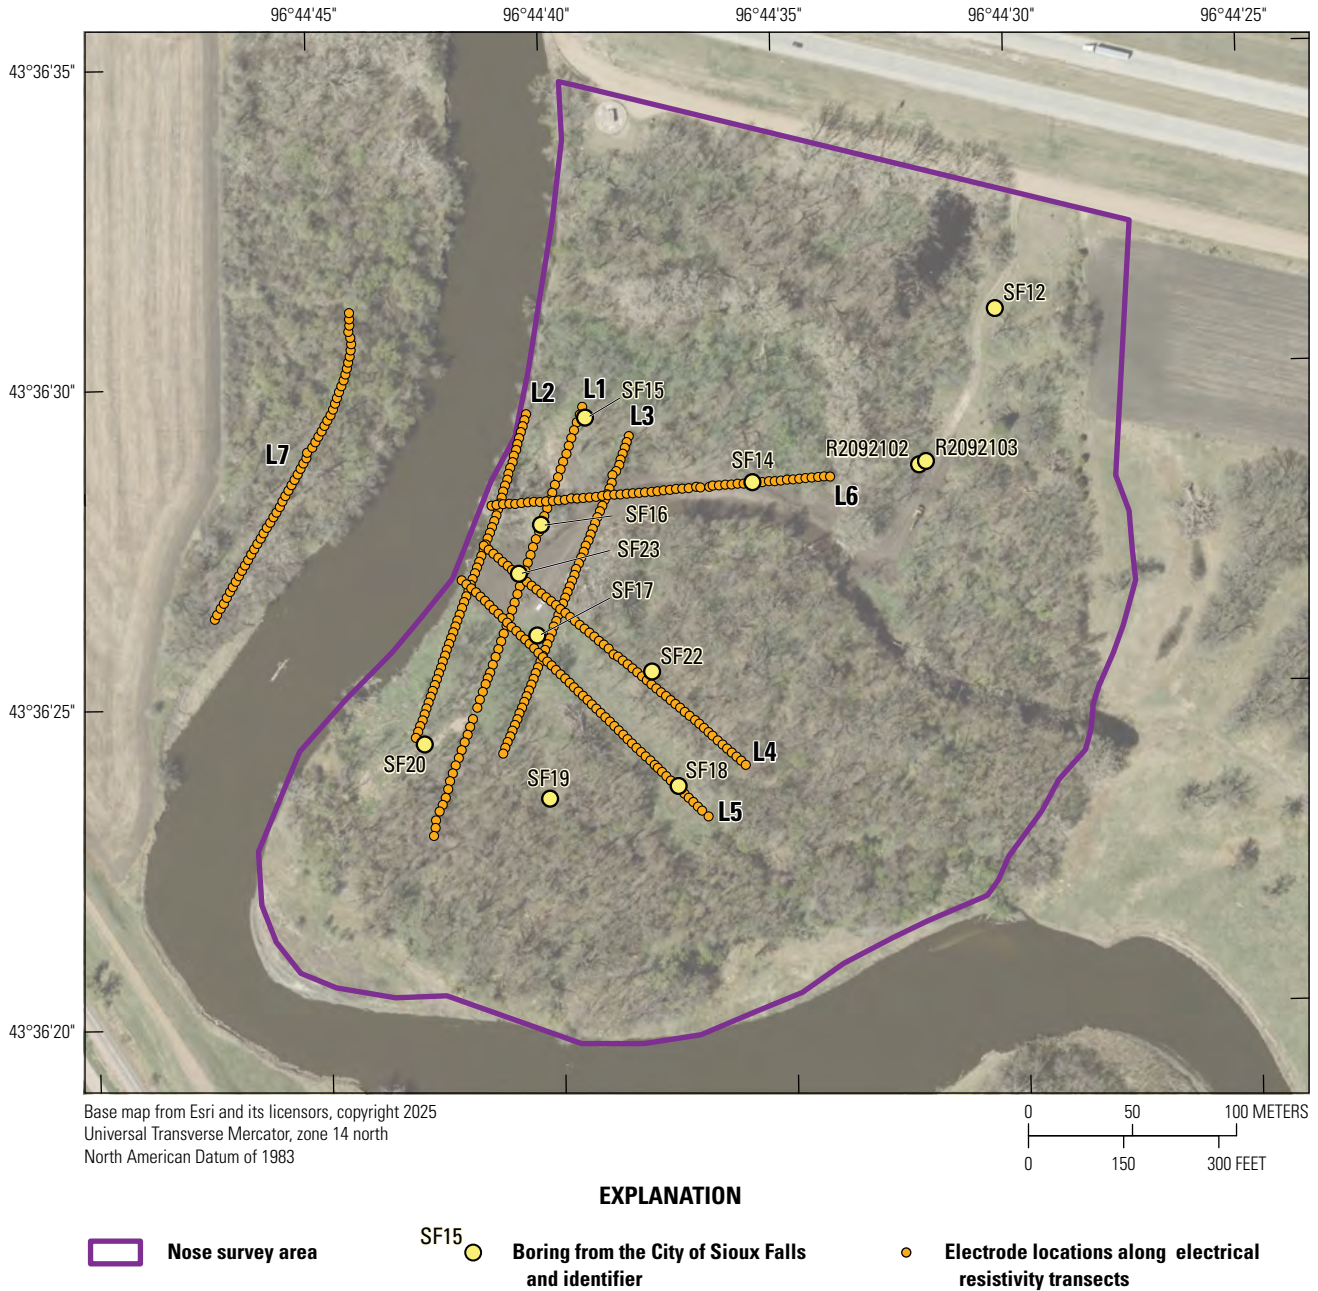 96°44'45" 96°44'40" 96°44'35" 96°44'30" 96°44'25"
43°36'35"
SF12
43°36'30"
L2
L1
SF15
L3
L7
R2092102
R2092103
SF14
L6
SF16
SF23
SF17
SF22
43°36'25"
L4
SF20
SF19
SF18
L5
43°36'20"
Base map from Esri and its licensors, copyright 2025
Universal Transverse Mercator, zone 14 north
North American Datum of 1983
0 50 100 METERS
0 150 300 FEET
EXPLANATION
Nose survey area
SF15
Boring from the City of Sioux Falls
and identifier
Electrode locations along electrical
resistivity transects